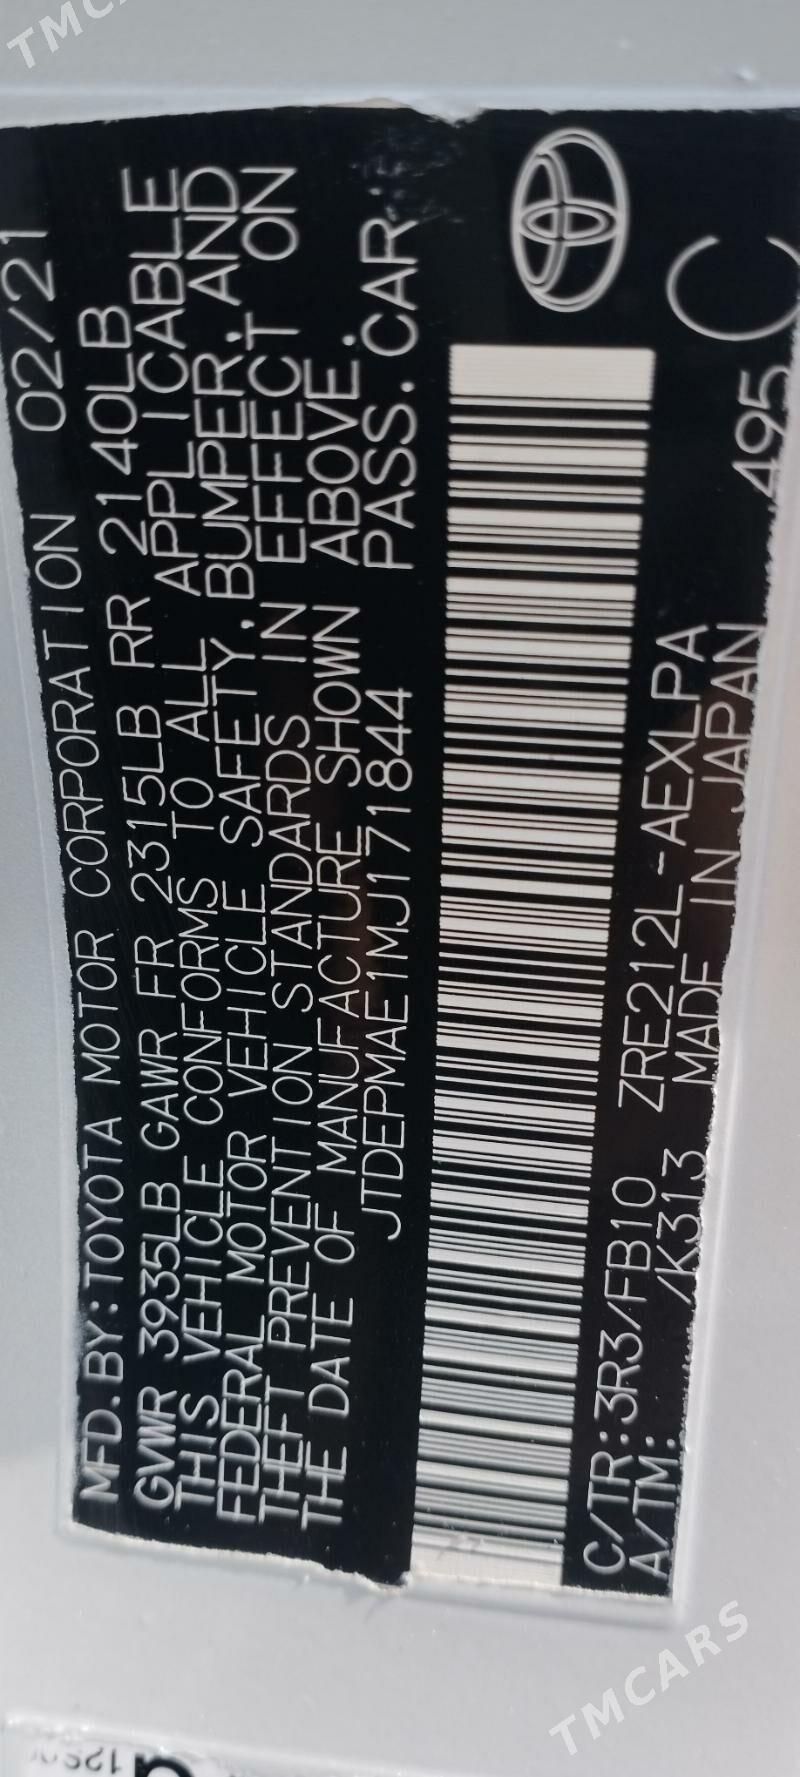 MFD.BY:TOYOTA MOTOR CORPORATION 02/21
GVWR 3935LB GAWR FR 2315LB RR 2140LB
THIS VEHICLE CONFORMS TO ALL APPLICABLE
FEDERAL MOTOR VEHICLE SAFETY, BUMPER, AND
THEFT PREVENTION STANDARDS IN EFFECT ON
THE DATE OF MANUFACTURE SHOWN ABOVE.
JTDEPMAE1MJ171844 PASS.CAR
C/TR:3R3/FB10 ZRE212L-AEXLPA
A/TM: /K313 MADE IN JAPAN 495 C
TMCARS